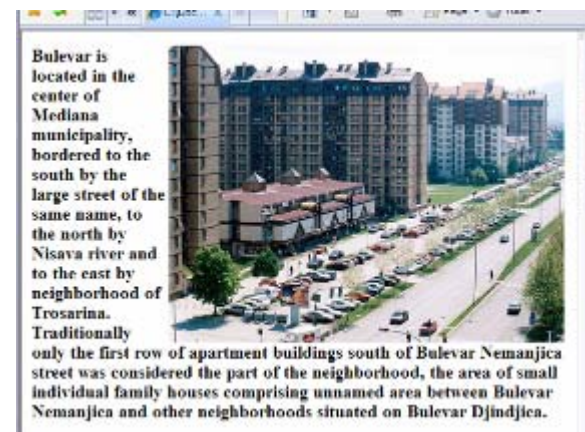 Bulevar is
located in the
center of
Mediana
municipality,
bordered to the
south by the
large street of the
same name, to
the north by
Nisava river and
to the east by
neighborhood of
Trosarina.
Traditionally
only the first row of apartment buildings south of Bulevar Nemanjica
street was considered the part of the neighborhood, the area of small
individual family houses comprising unnamed area between Bulevar
Nemanjica and other neighborhoods situated on Bulevar Djindjica.